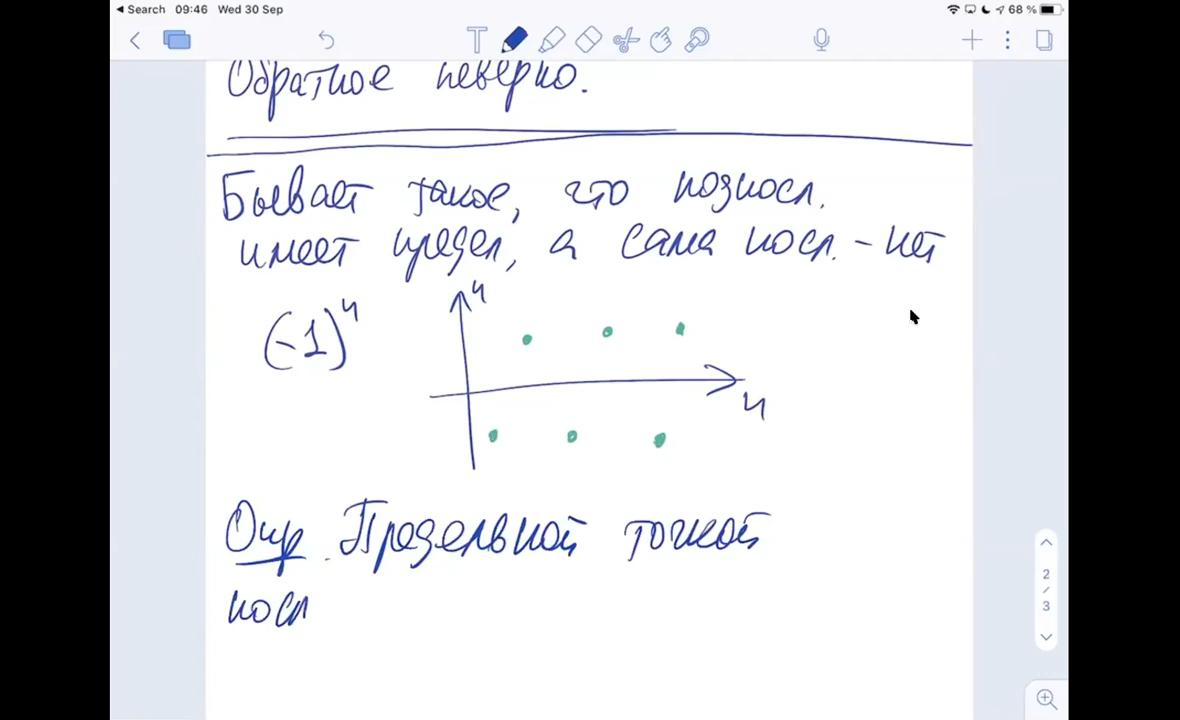 Search 09:46 Wed 30 Sep 68 %
T
Обратное неверно.
Бывает такое, что подпосл.
имеет предел, а сама посл. - нет
(-1)ⁿ
y
n
Опр. Предельной точкой
посл
2
/
3